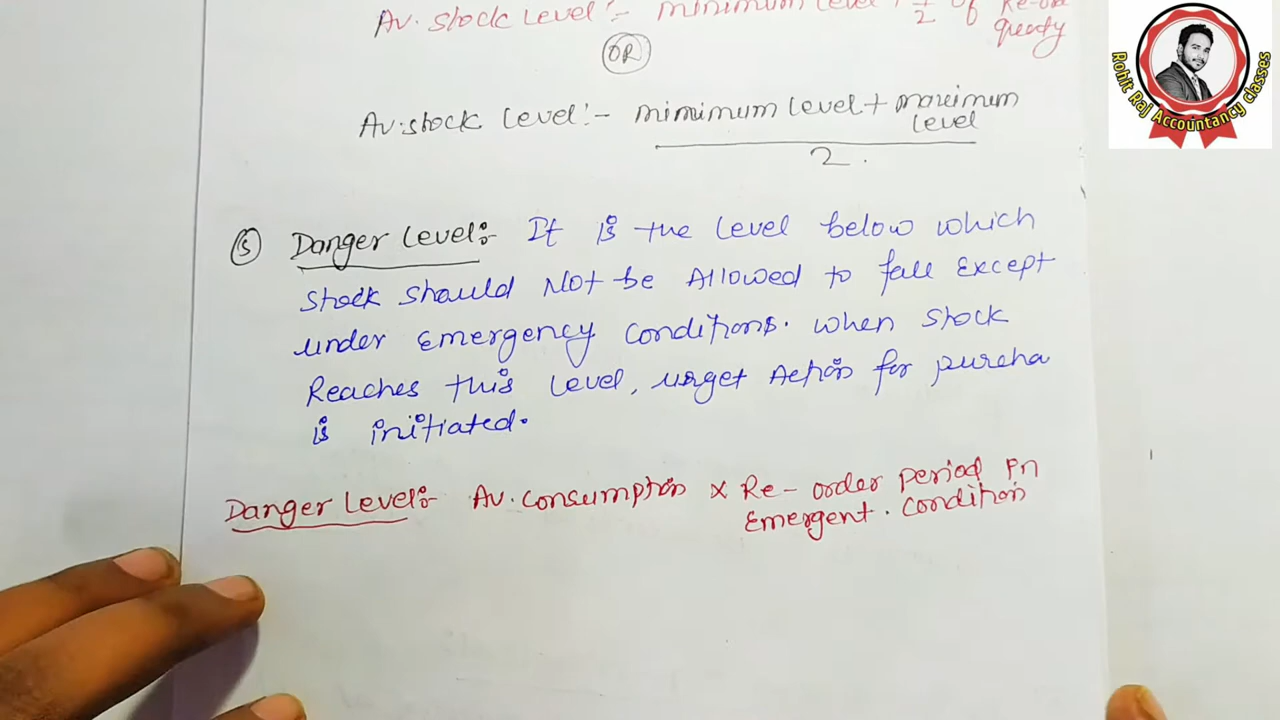 Av. stock Level :- minimum Level + 1/2 of Re-or
OR
Av. stock Level :- minimum Level + maximum
Level
2.
⑤ Danger Level:- It is the Level below which
stock should Not be Allowed to fall Except
under Emergency Conditions. when stock
Reaches this Level, urget Action for purcha
is initiated.
Danger Level:- Av. Consumption × Re-order period in
Emergent. Condition
Rohit Raj Accountancy classes